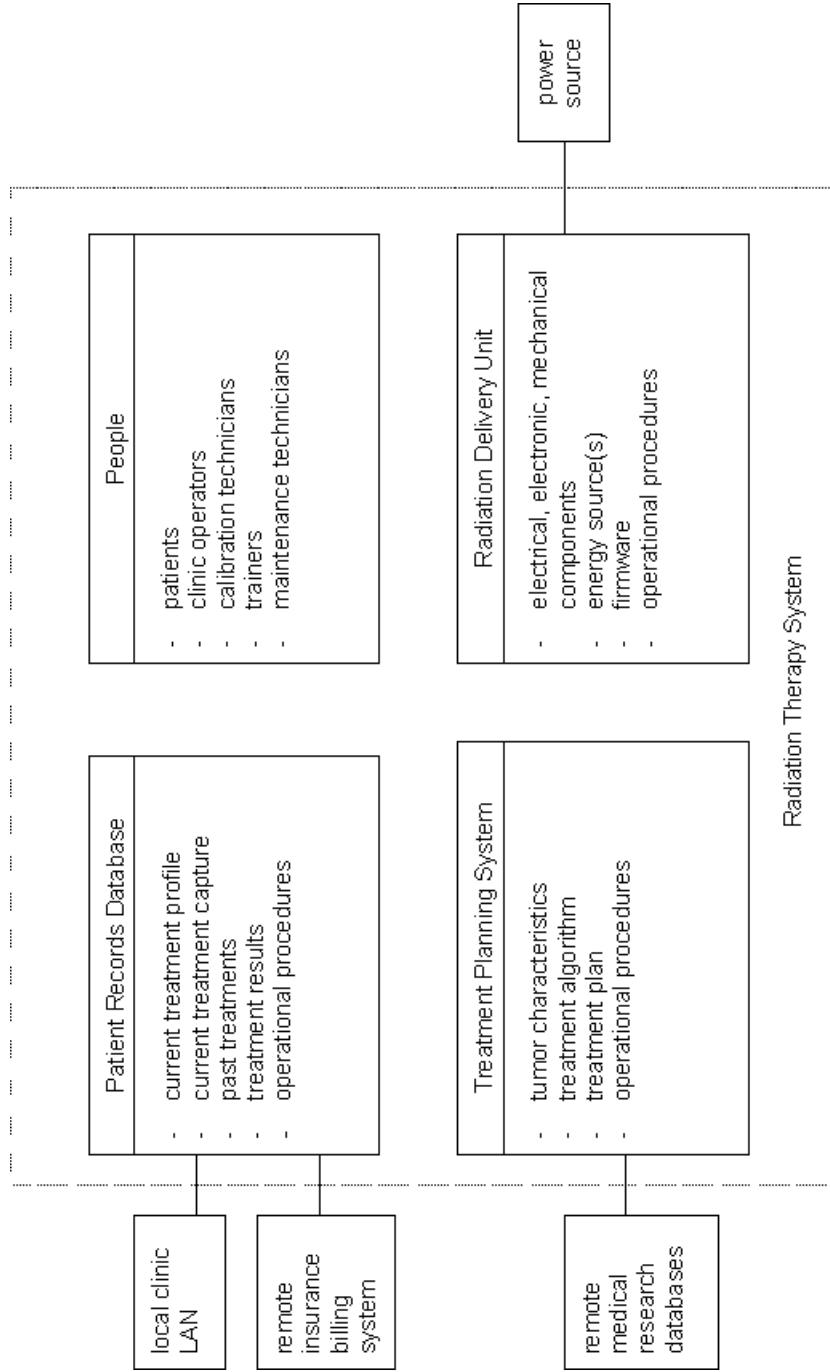 local clinic
LAN
remote
insurance
billing
system
remote
medical
research
databases
Patient Records Database
- current treatment profile
- current treatment capture
- past treatments
- treatment results
- operational procedures
People
- patients
- clinic operators
- calibration technicians
- trainers
- maintenance technicians
Treatment Planning System
- tumor characteristics
- treatment algorithm
- treatment plan
- operational procedures
Radiation Delivery Unit
- electrical, electronic, mechanical
components
- energy source(s)
- firmware
- operational procedures
power
source
Radiation Therapy System